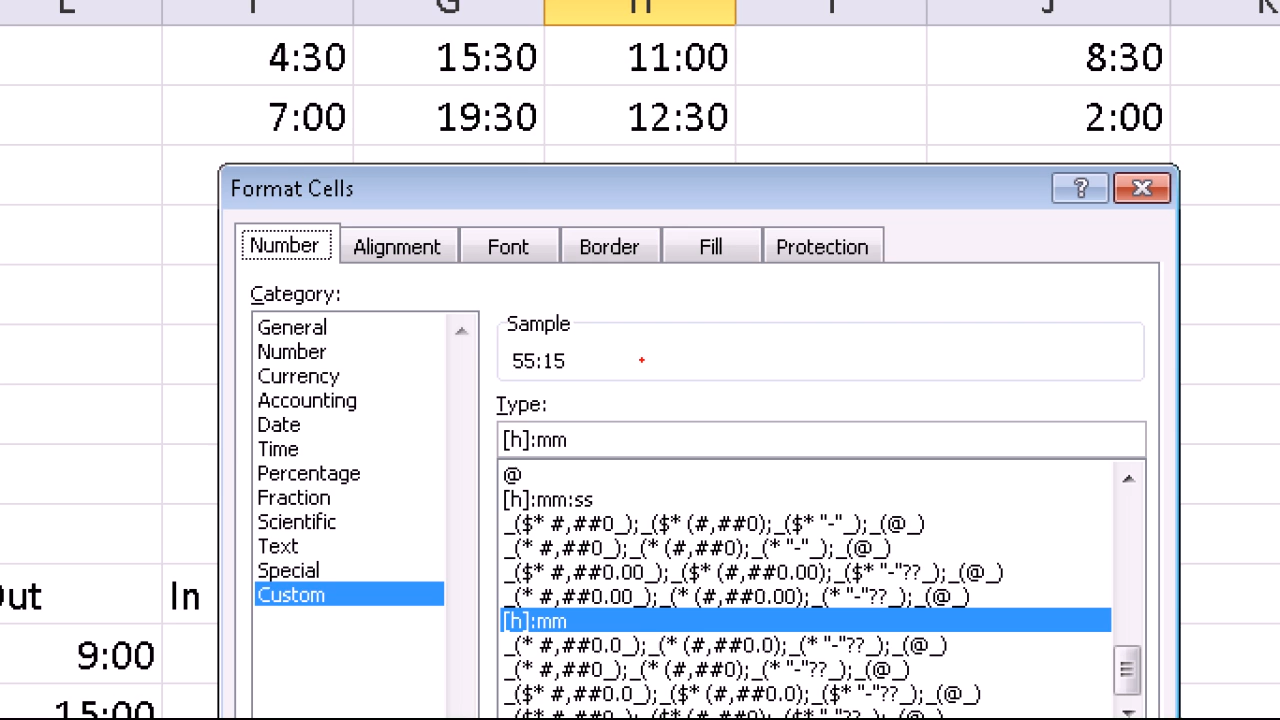 G H J
4:30 15:30 11:00 8:30
7:00 19:30 12:30 2:00
Format Cells
Number Alignment Font Border Fill Protection
Category:
General
Number
Currency
Accounting
Date
Time
Percentage
Fraction
Scientific
Text
Special
Custom
Sample
55:15
Type:
[h]:mm
@
[h]:mm:ss
_($* #,##0_);_($* (#,##0);_($* "-"_);_(@_)
_(* #,##0_);_(* (#,##0);_(* "-"_);_(@_)
_($* #,##0.00_);_($* (#,##0.00);_($* "-"??_);_(@_)
_(* #,##0.00_);_(* (#,##0.00);_(* "-"??_);_(@_)
[h]:mm
_(* #,##0.0_);_(* (#,##0.0);_(* "-"??_);_(@_)
_(* #,##0_);_(* (#,##0);_(* "-"??_);_(@_)
_($* #,##0.0_);_($* (#,##0.0);_($* "-"??_);_(@_)
Out In
9:00
15:00